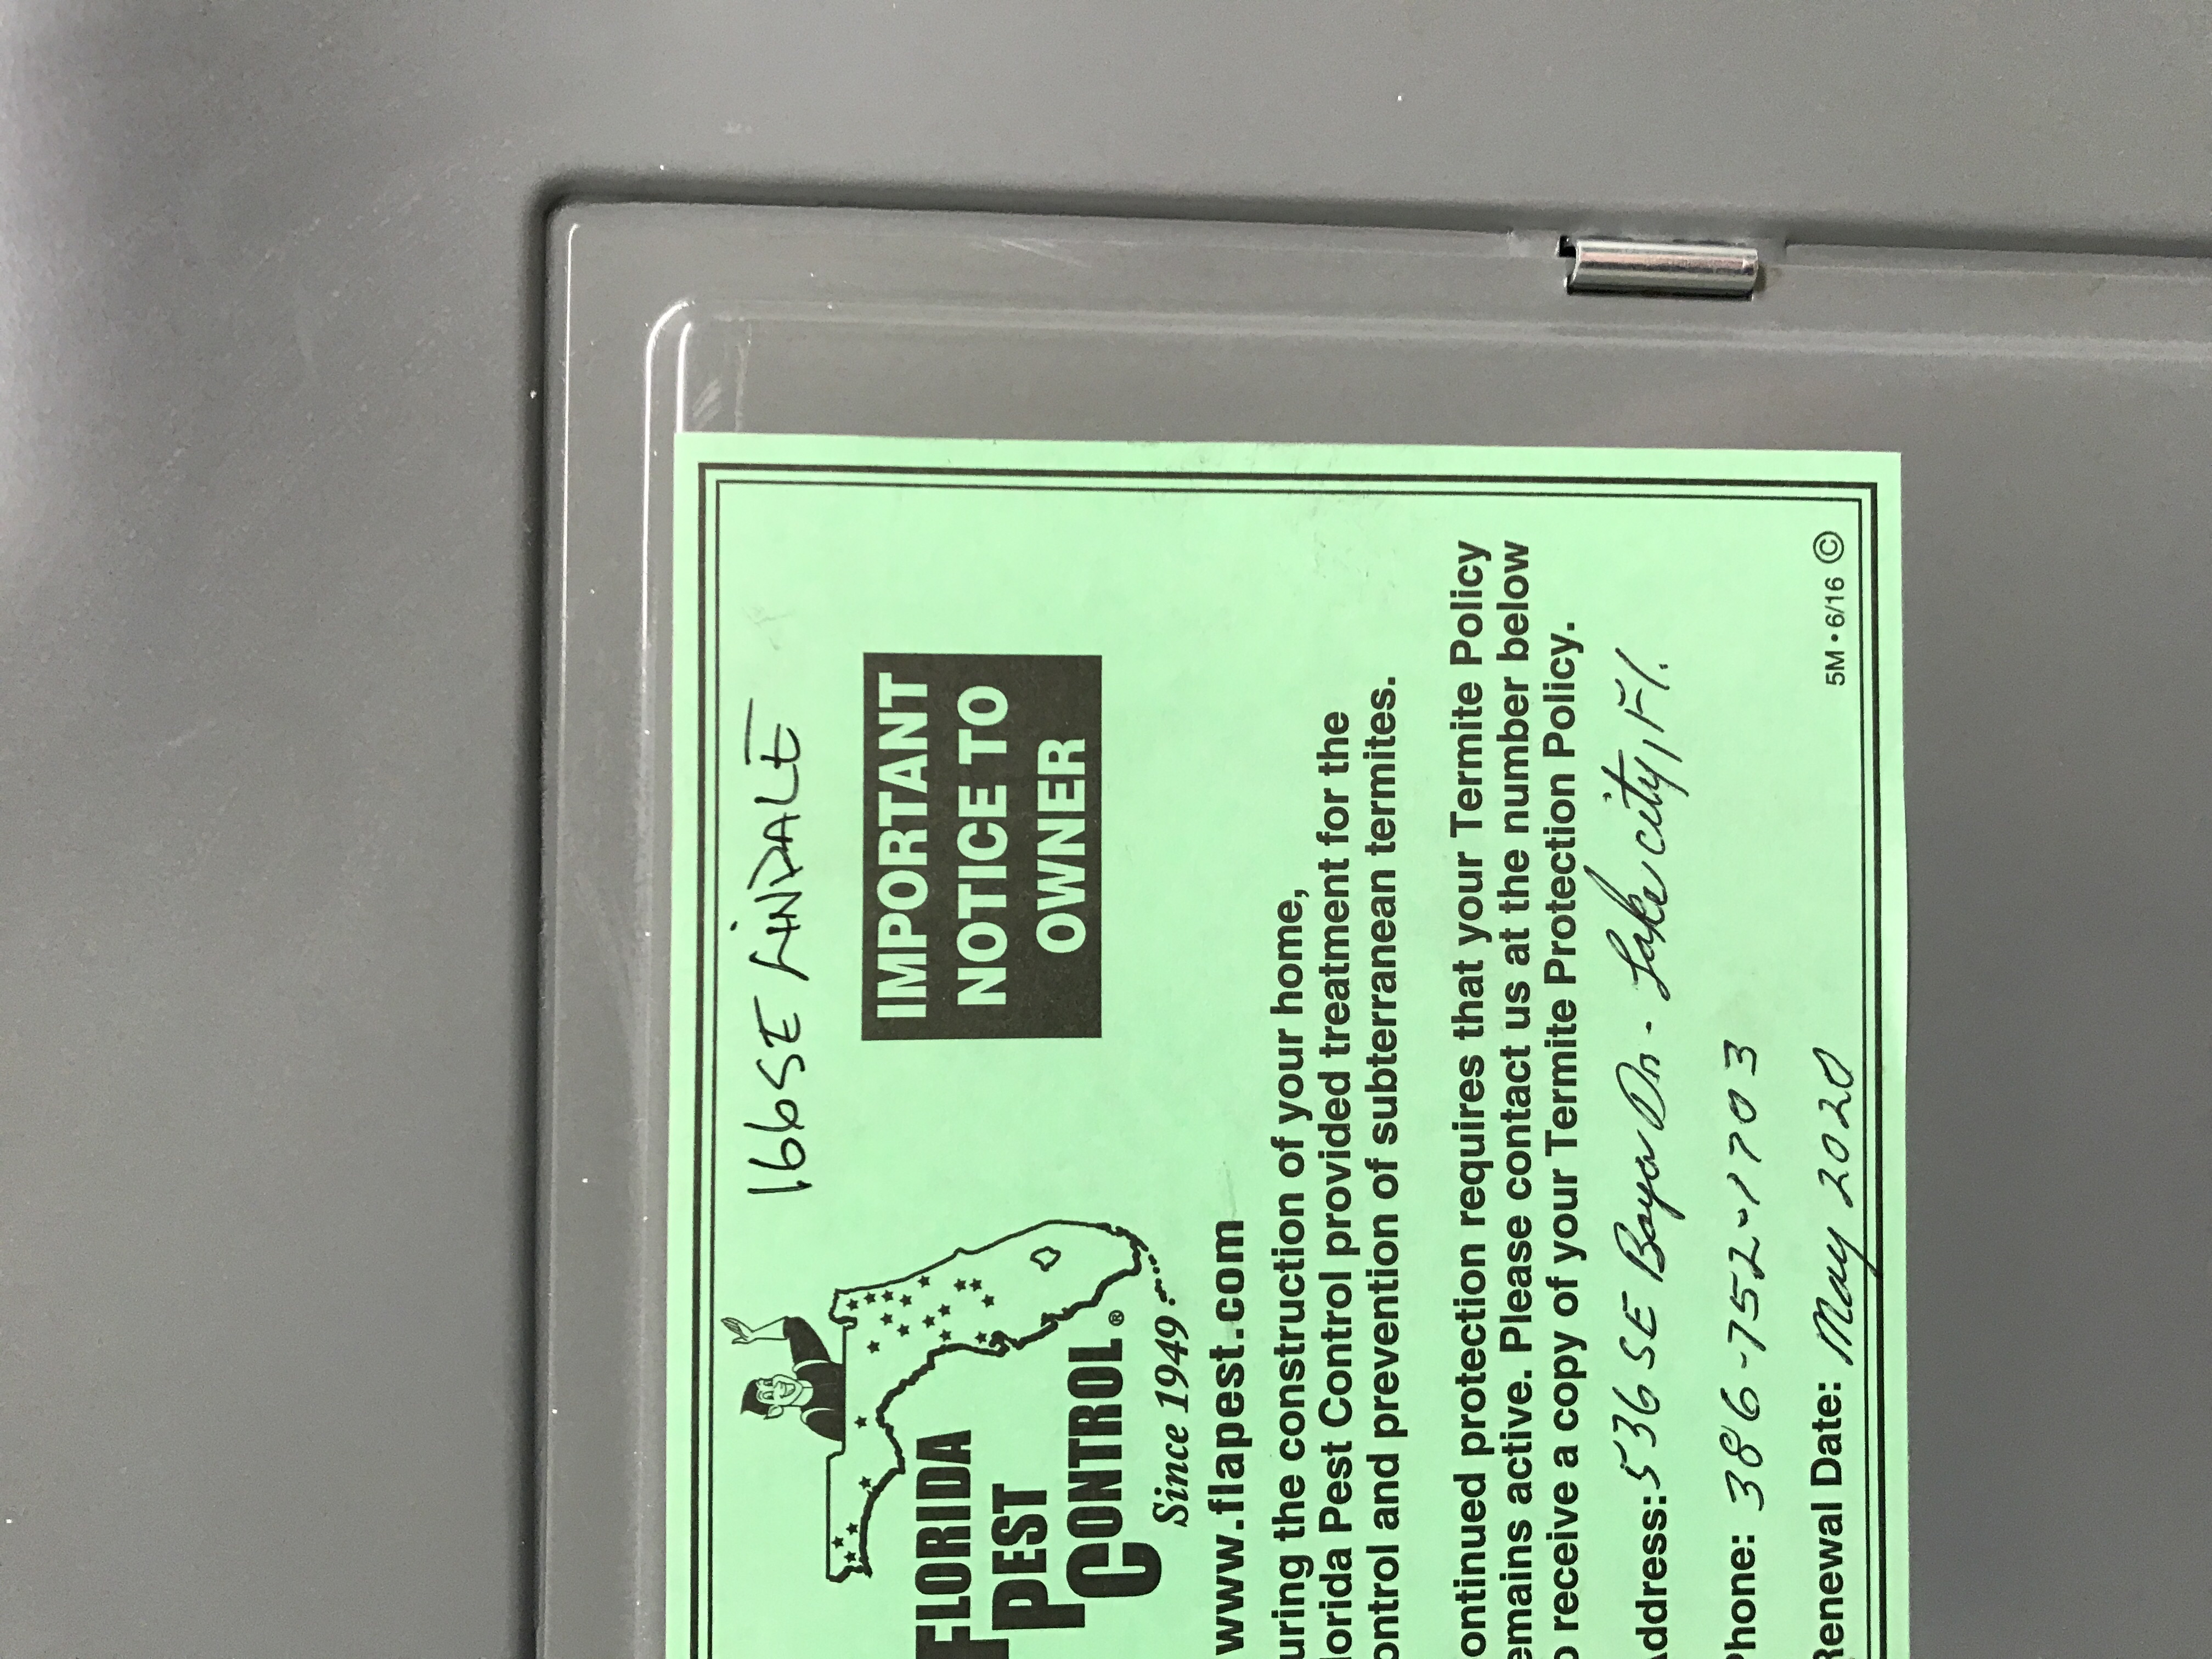 166 SE LiNDALE
FLORIDA
PEST
CONTROL®
Since 1949
IMPORTANT
NOTICE TO
OWNER
www.flapest.com
uring the construction of your home,
lorida Pest Control provided treatment for the
ontrol and prevention of subterranean termites.
ontinued protection requires that your Termite Policy
emains active. Please contact us at the number below
o receive a copy of your Termite Protection Policy.
Address: 536 SE Baya Dr - Lake city, Fl.
Phone: 386-752-1703
Renewal Date: May 2020
5M • 6/16 ©